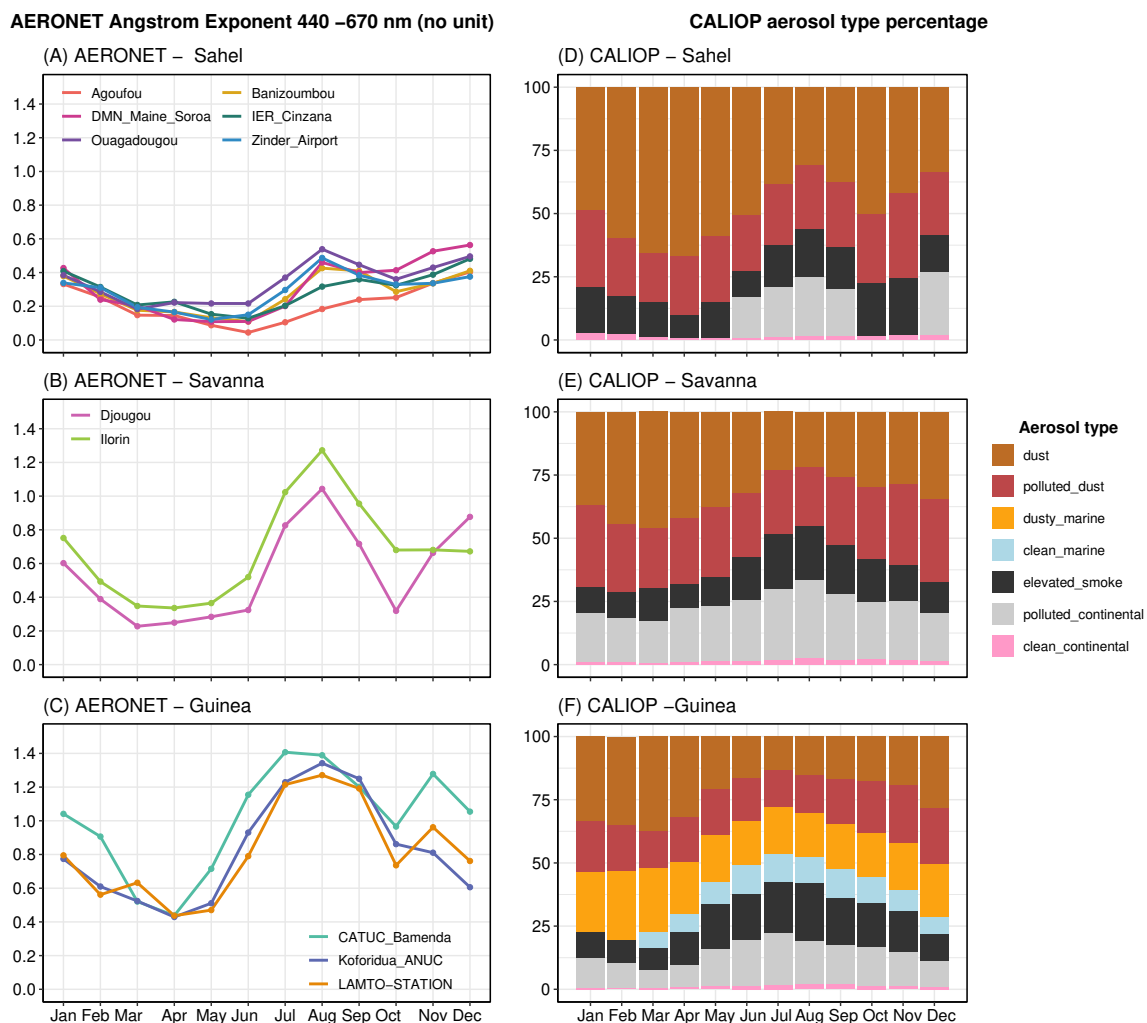 AERONET Angstrom Exponent 440 –670 nm (no unit)
CALIOP aerosol type percentage
(A) AERONET – Sahel
1.4
1.2
1.0
0.8
0.6
0.4
0.2
0.0
Agoufou
DMN_Maine_Soroa
Ouagadougou
Banizoumbou
IER_Cinzana
Zinder_Airport
(D) CALIOP – Sahel
100
75
50
25
0
(B) AERONET – Savanna
1.4
1.2
1.0
0.8
0.6
0.4
0.2
0.0
Djougou
Ilorin
(E) CALIOP – Savanna
100
75
50
25
0
Aerosol type
dust
polluted_dust
dusty_marine
clean_marine
elevated_smoke
polluted_continental
clean_continental
(C) AERONET – Guinea
1.4
1.2
1.0
0.8
0.6
0.4
0.2
0.0
CATUC_Bamenda
Koforidua_ANUC
LAMTO−STATION
Jan Feb Mar Apr May Jun Jul Aug Sep Oct Nov Dec
(F) CALIOP –Guinea
100
75
50
25
0
Jan Feb Mar Apr May Jun Jul Aug Sep Oct Nov Dec